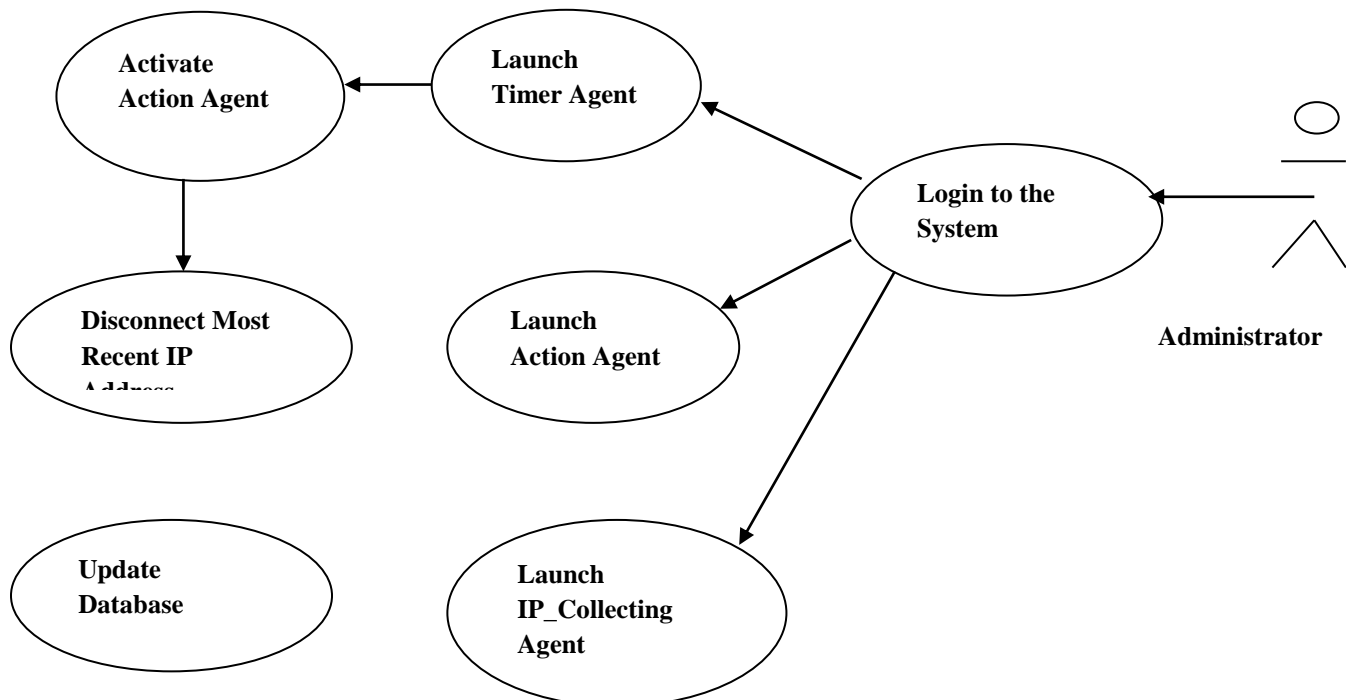 Activate
Action Agent
Launch
Timer Agent
Login to the
System
Disconnect Most
Recent IP
Address
Launch
Action Agent
Administrator
Update
Database
Launch
IP_Collecting
Agent